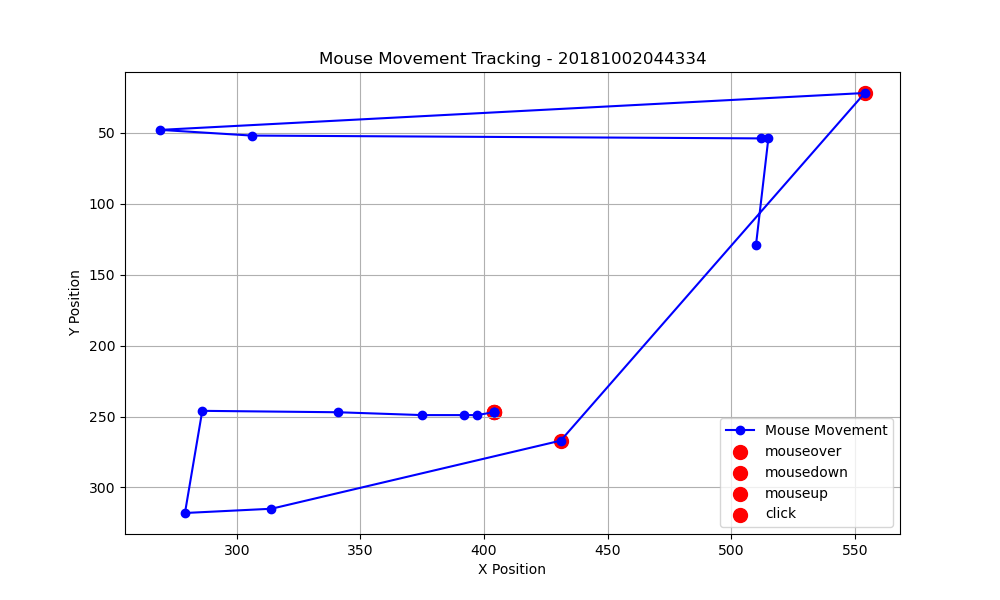 Mouse Movement Tracking - 20181002044334
Y Position
50
100
150
200
250
300
300
350
400
450
500
550
X Position
Mouse Movement
mouseover
mousedown
mouseup
click